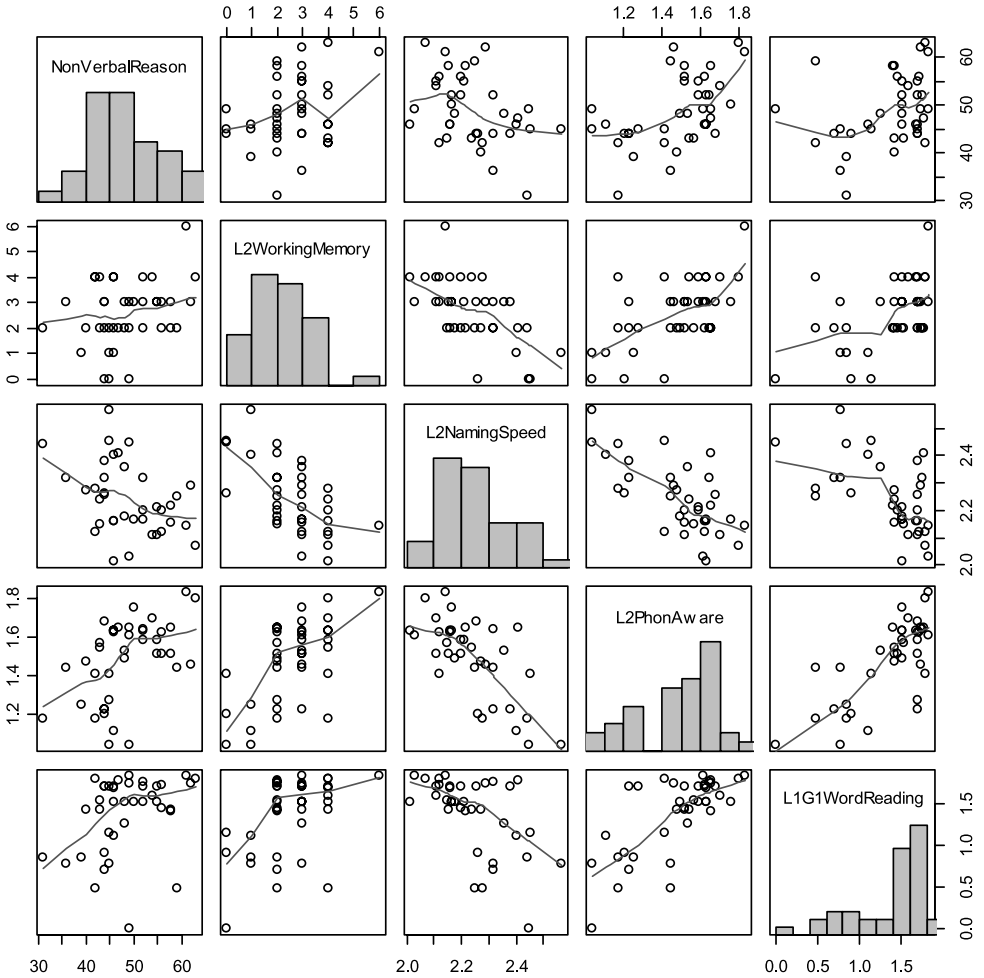 0 1 2 3 4 5 6
1.2 1.4 1.6 1.8
NonVerbalReason
30 40 50 60
0 1 2 3 4 5 6
L2WorkingMemory
L2NamingSpeed
2.0 2.2 2.4
1.2 1.4 1.6 1.8
L2PhonAware
L1G1WordReading
0.0 0.5 1.0 1.5
30 40 50 60
2.0 2.2 2.4
0.0 0.5 1.0 1.5